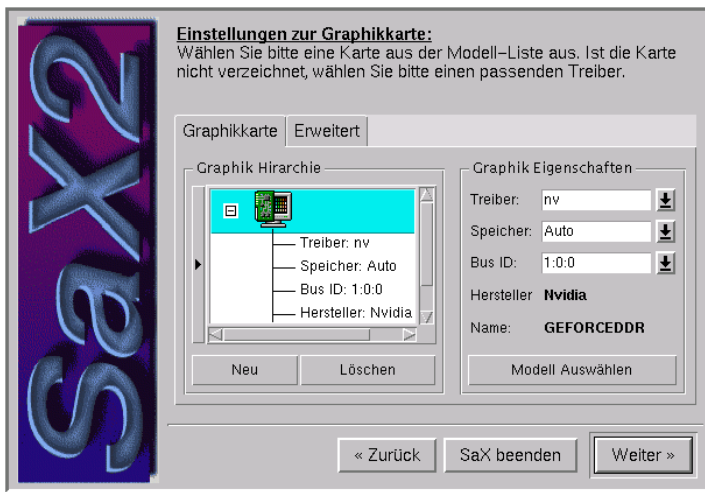 SaX2
Einstellungen zur Graphikkarte:
Wählen Sie bitte eine Karte aus der Modell-Liste aus. Ist die Karte
nicht verzeichnet, wählen Sie bitte einen passenden Treiber.
Graphikkarte Erweitert
Graphik Hirarchie
Treiber: nv
Speicher: Auto
Bus ID: 1:0:0
Hersteller: Nvidia
Neu Löschen
Graphik Eigenschaften
Treiber: nv
Speicher: Auto
Bus ID: 1:0:0
Hersteller Nvidia
Name: GEFORCEDDR
Modell Auswählen
« Zurück SaX beenden Weiter »